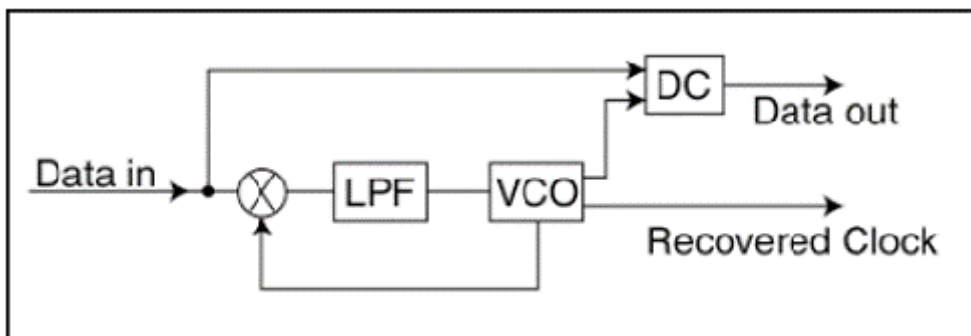 DC
Data out
Data in
LPF
VCO
Recovered Clock